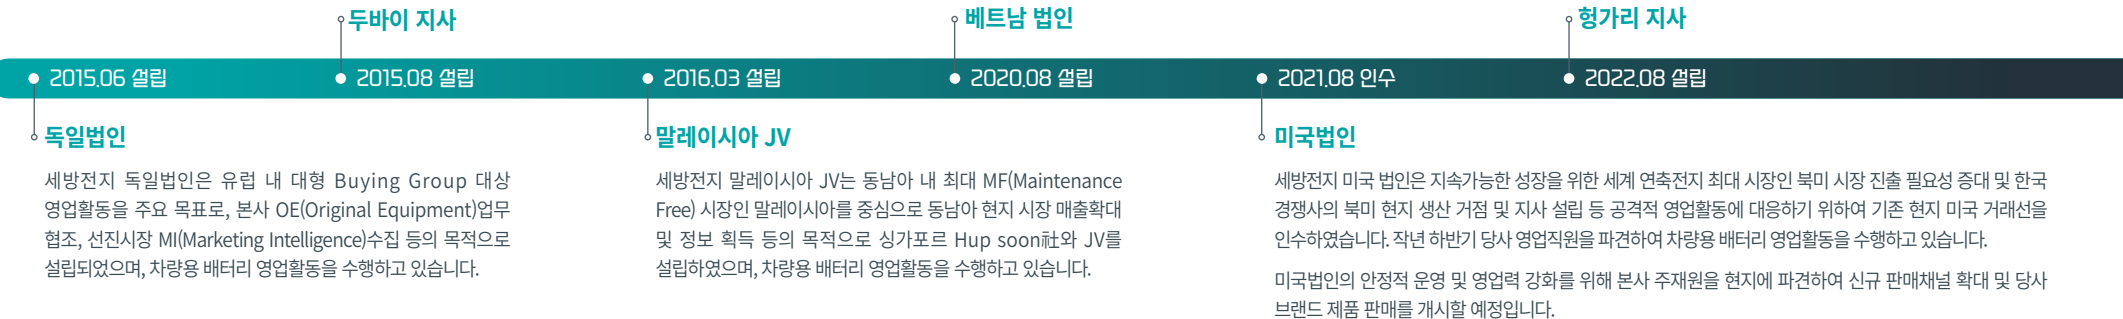 두바이 지사
베트남 법인
헝가리 지사
2015.06 설립
2015.08 설립
2016.03 설립
2020.08 설립
2021.08 인수
2022.08 설립
독일법인
세방전지 독일법인은 유럽 내 대형 Buying Group 대상
영업활동을 주요 목표로, 본사 OE(Original Equipment)업무
협조, 선진시장 MI(Marketing Intelligence)수집 등의 목적으로
설립되었으며, 차량용 배터리 영업활동을 수행하고 있습니다.
말레이시아 JV
세방전지 말레이시아 JV는 동남아 내 최대 MF(Maintenance
Free) 시장인 말레이시아를 중심으로 동남아 현지 시장 매출확대
및 정보 획득 등의 목적으로 싱가포르 Hup soon社와 JV를
설립하였으며, 차량용 배터리 영업활동을 수행하고 있습니다.
미국법인
세방전지 미국 법인은 지속가능한 성장을 위한 세계 연축전지 최대 시장인 북미 시장 진출 필요성 증대 및 한국
경쟁사의 북미 현지 생산 거점 및 지사 설립 등 공격적 영업활동에 대응하기 위하여 기존 현지 미국 거래선을
인수하였습니다. 작년 하반기 당사 영업직원을 파견하여 차량용 배터리 영업활동을 수행하고 있습니다.
미국법인의 안정적 운영 및 영업력 강화를 위해 본사 주재원을 현지에 파견하여 신규 판매채널 확대 및 당사
브랜드 제품 판매를 개시할 예정입니다.